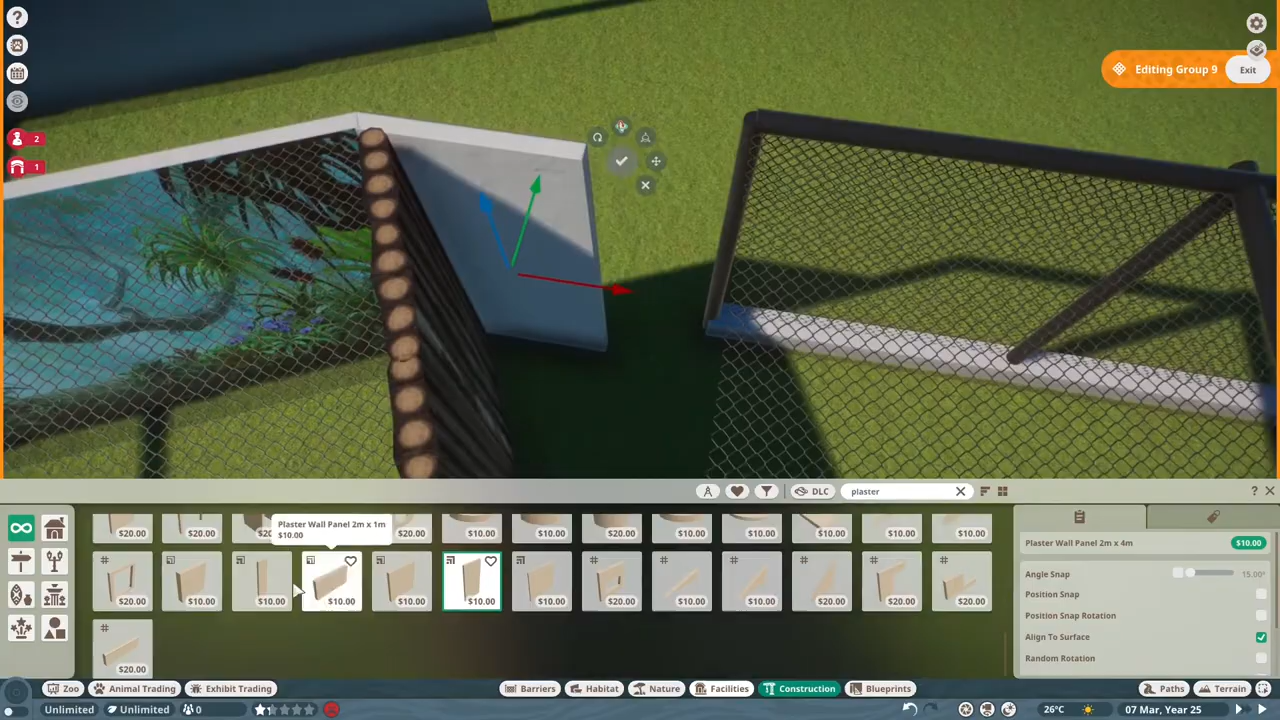 Editing Group 9
Exit
2
1
DLC
plaster
$20.00
$20.00
$20.00
$10.00
$10.00
$20.00
$10.00
$10.00
$20.00
$10.00
$10.00
Plaster Wall Panel 2m x 1m
$10.00
$20.00
$10.00
$10.00
$10.00
$10.00
$10.00
$10.00
$20.00
$10.00
$10.00
$20.00
$20.00
$20.00
$20.00
Plaster Wall Panel 2m x 4m
$10.00
Angle Snap
15.00°
Position Snap
Position Snap Rotation
Align To Surface
Random Rotation
Zoo
Animal Trading
Exhibit Trading
Barriers
Habitat
Nature
Facilities
Construction
Blueprints
Paths
Terrain
Unlimited
Unlimited
0
26°C
07 Mar, Year 25